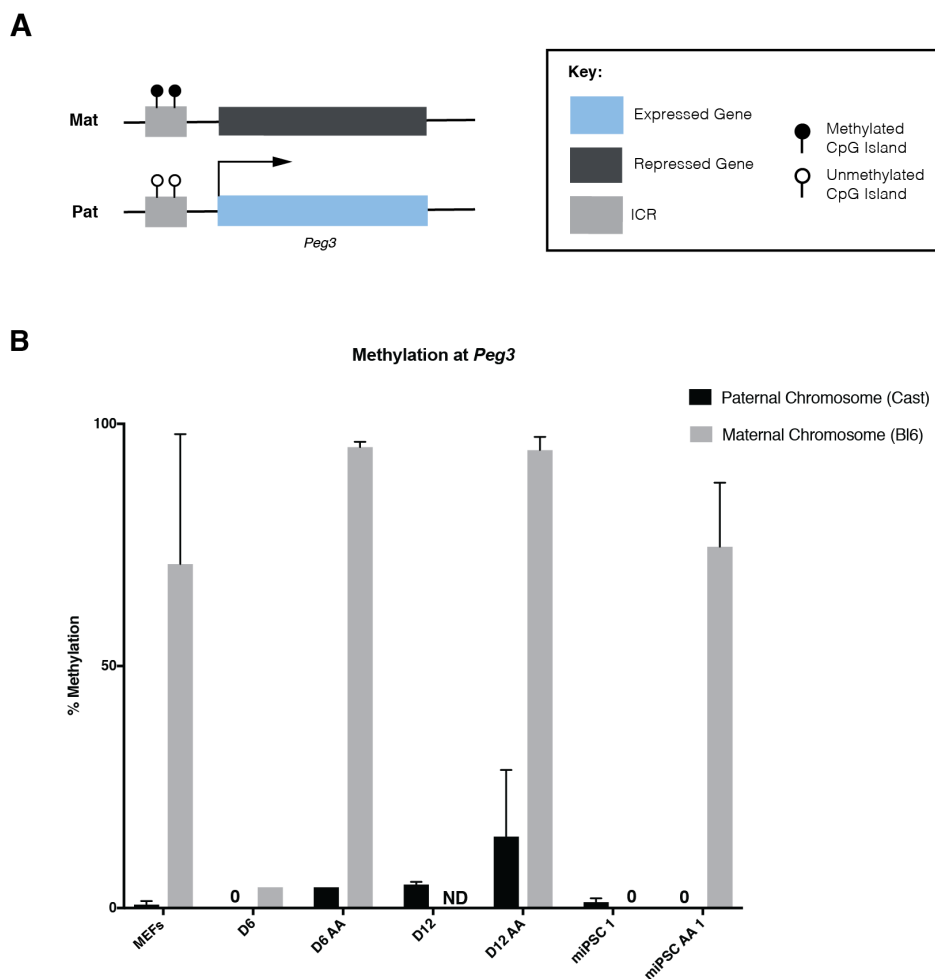 A
Mat
Pat
Peg3
Key:
Expressed Gene
Repressed Gene
ICR
Methylated
CpG Island
Unmethylated
CpG Island
B
Methylation at Peg3
Paternal Chromosome (Cast)
Maternal Chromosome (Bl6)
% Methylation
100
50
0
0
ND
0
0
MEFs
D6
D6 AA
D12
D12 AA
miPSC 1
miPSC AA 1